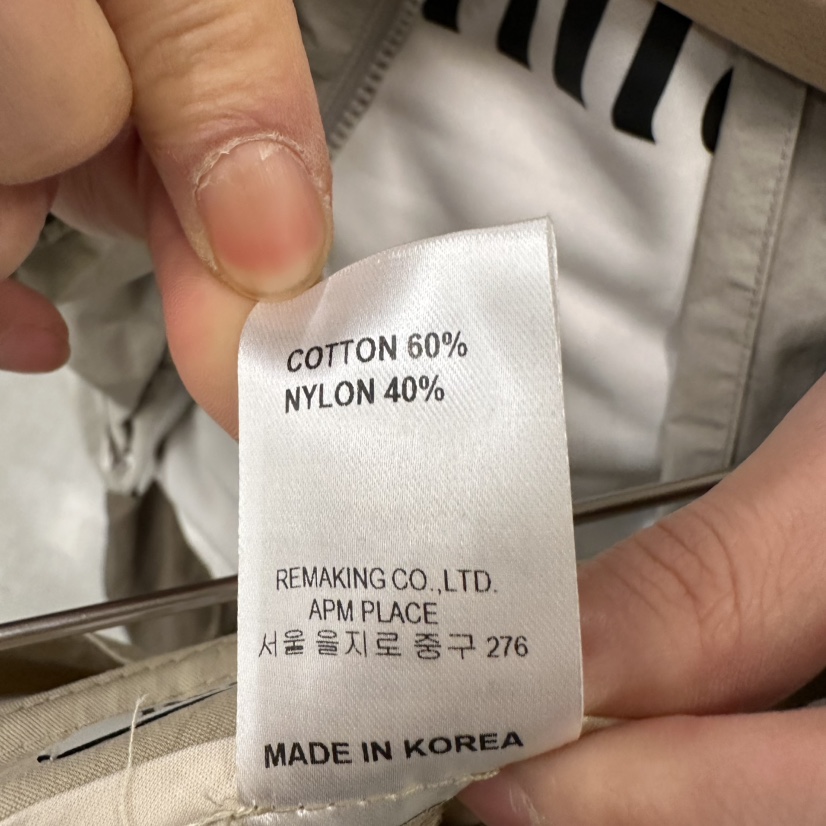 COTTON 60%
NYLON 40%
REMAKING CO.,LTD.
APM PLACE
서울 을지로 중구 276
MADE IN KOREA